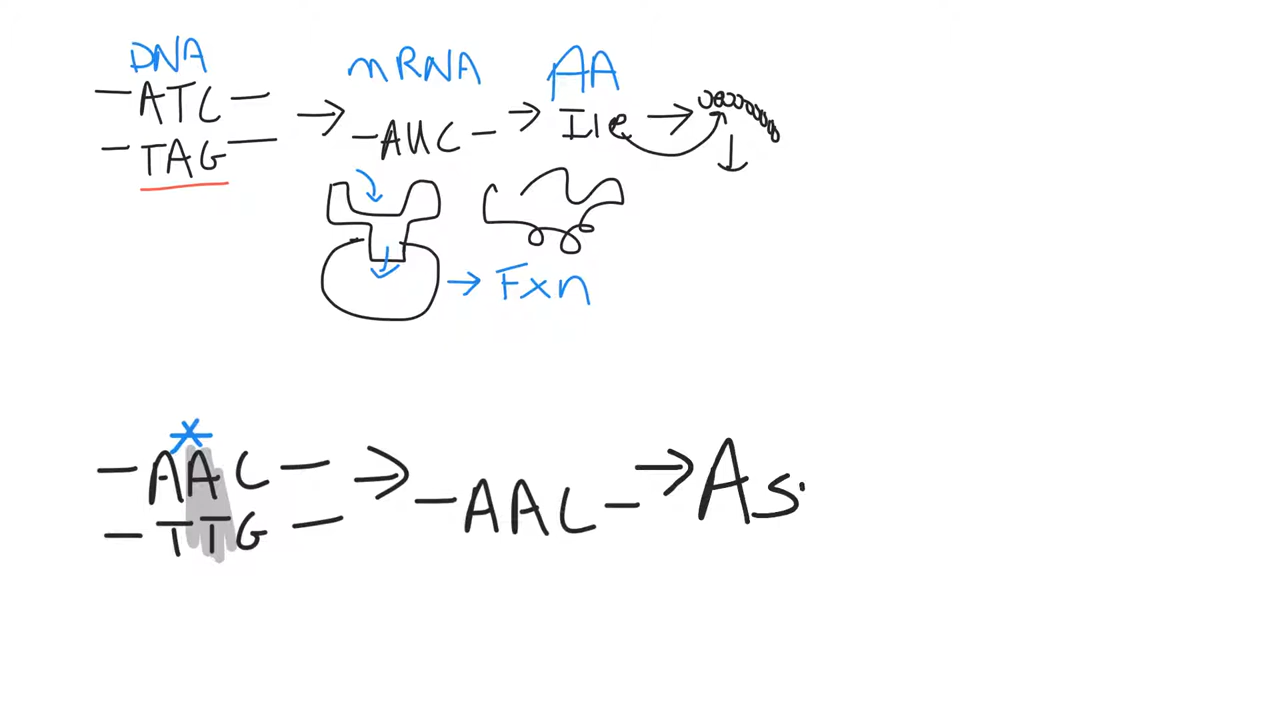 DNA mRNA AA
-ATC- → -AUC- → Ile →
-TAG-
→ Fxn
*
-AAC- → -AAC- → As
-TTG-